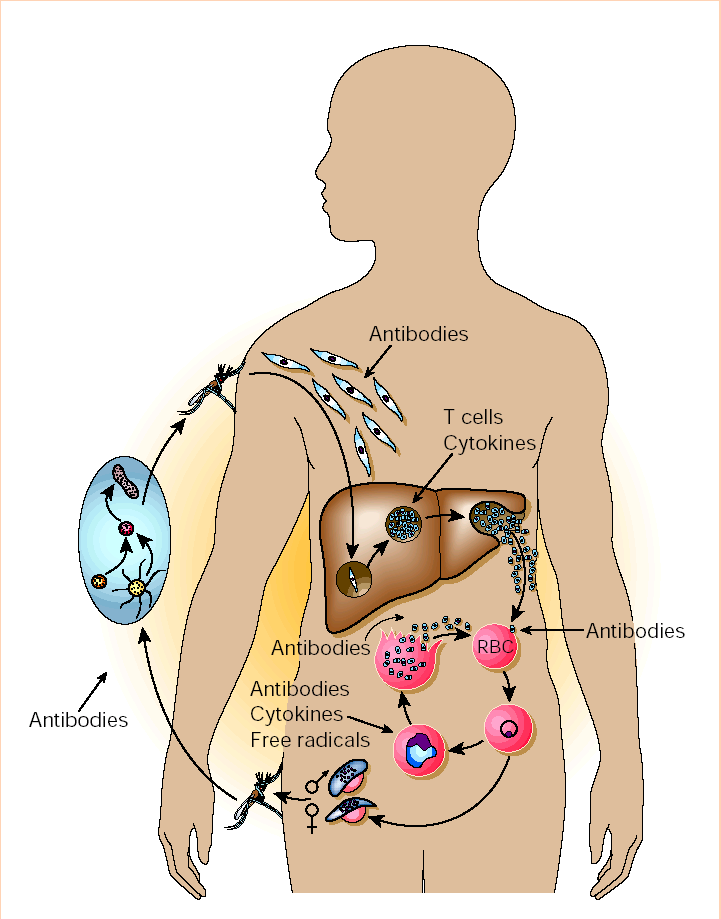 Antibodies
T cells
Cytokines
Antibodies
RBC
Antibodies
Antibodies
Cytokines
Free radicals
Antibodies
♂
♀